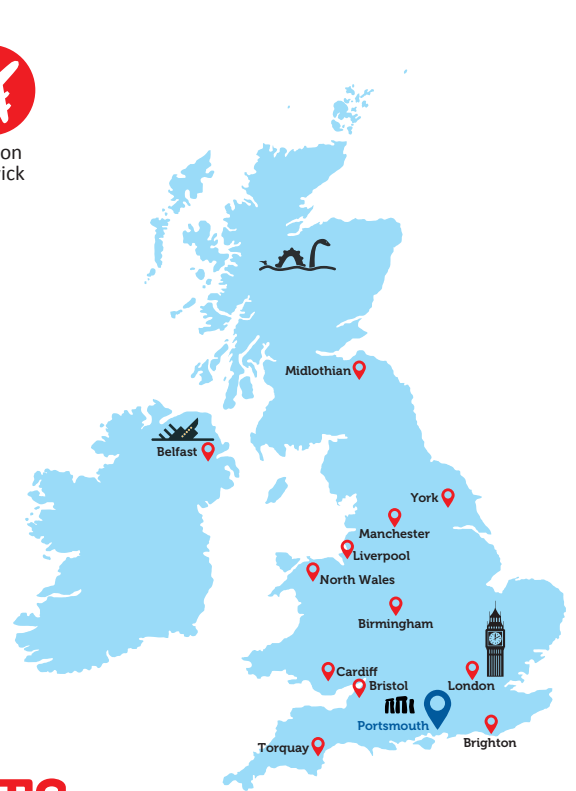 on
ick
Midlothian
Belfast
York
Manchester
Liverpool
North Wales
Birmingham
Cardiff
Bristol
London
Portsmouth
Brighton
Torquay